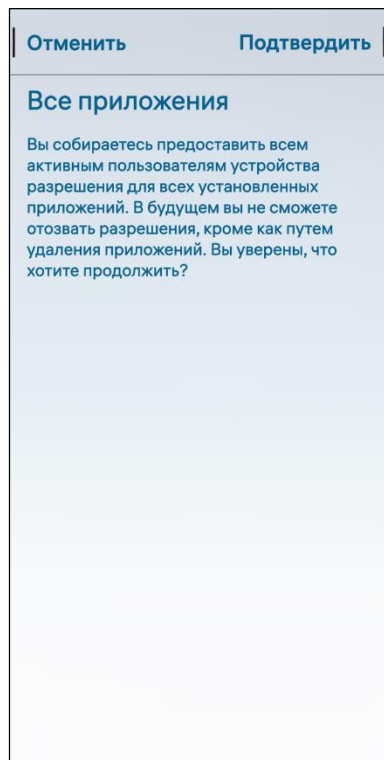 Отменить Подтвердить
Все приложения
Вы собираетесь предоставить всем
активным пользователям устройства
разрешения для всех установленных
приложений. В будущем вы не сможете
отозвать разрешения, кроме как путем
удаления приложений. Вы уверены, что
хотите продолжить?